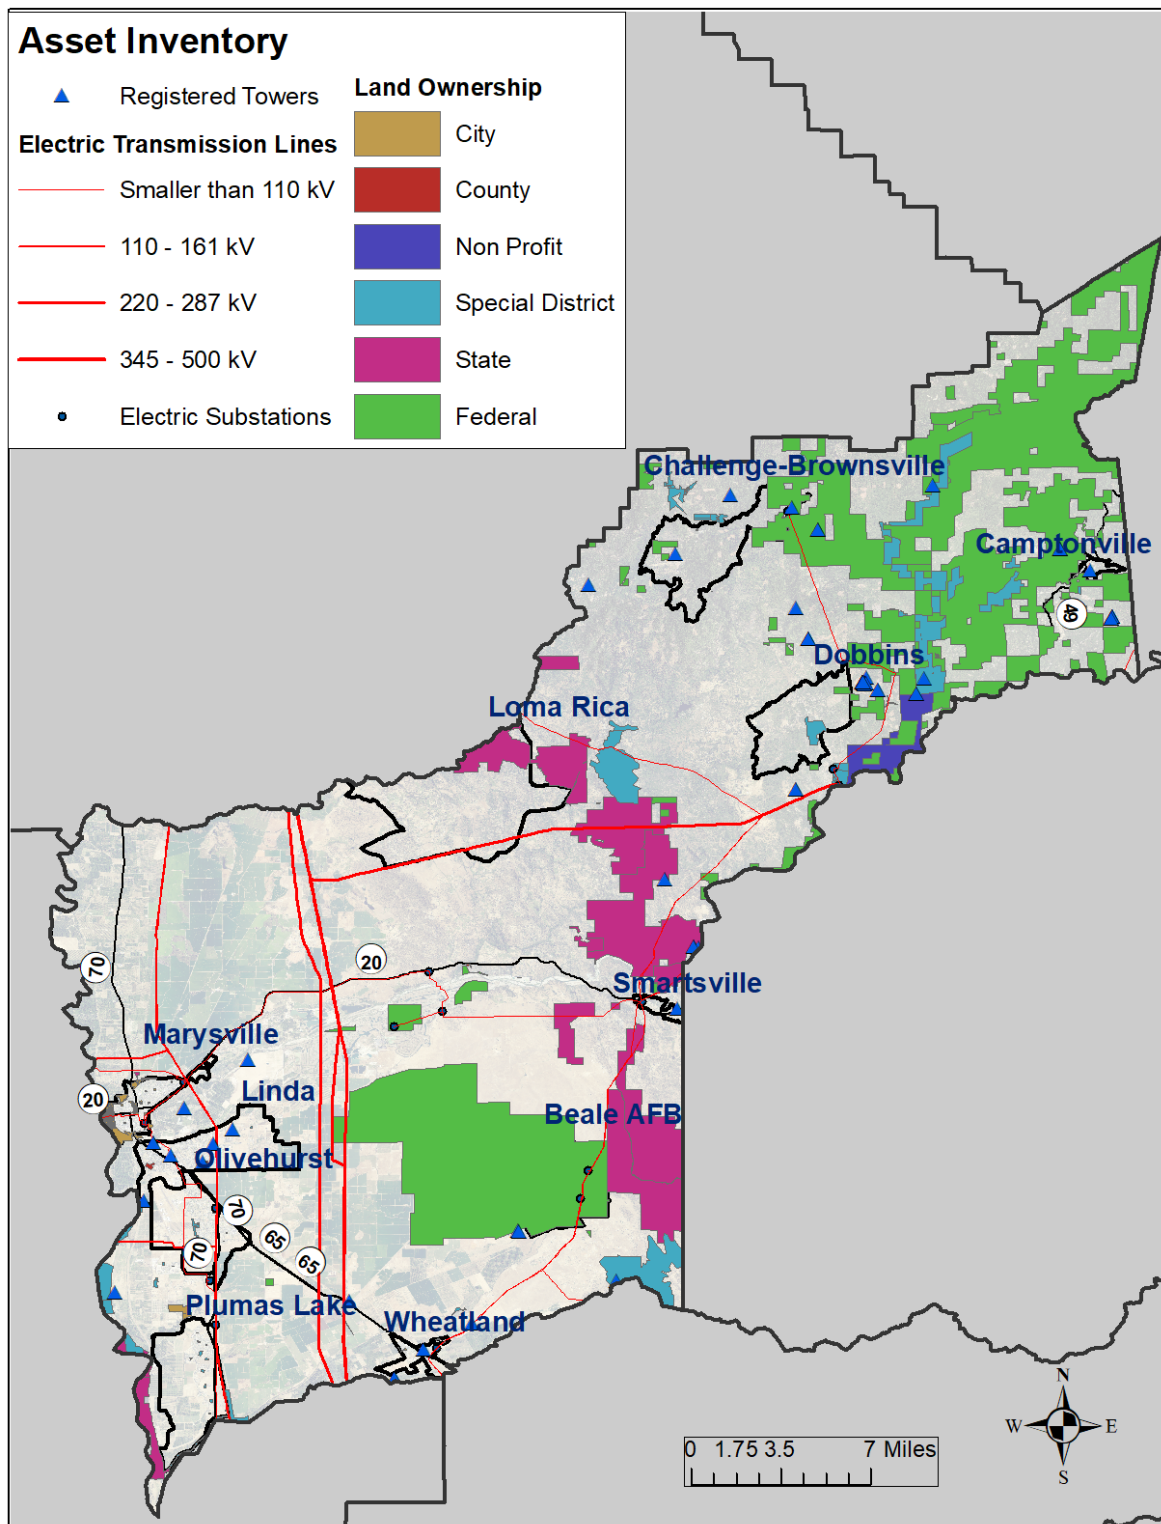 Asset Inventory
Registered Towers
Electric Transmission Lines
Smaller than 110 kV
110 - 161 kV
220 - 287 kV
345 - 500 kV
Electric Substations
Land Ownership
City
County
Non Profit
Special District
State
Federal
Challenge-Brownsville
Camptonville
49
Dobbins
S
Loma Rica
70
20
Smartsville
Marysville
20
Linda
Beale AFB
Olivehurst
70
65
70
65
Plumas Lake
Wheatland
N
W E
S
0 1.75 3.5 7 Miles